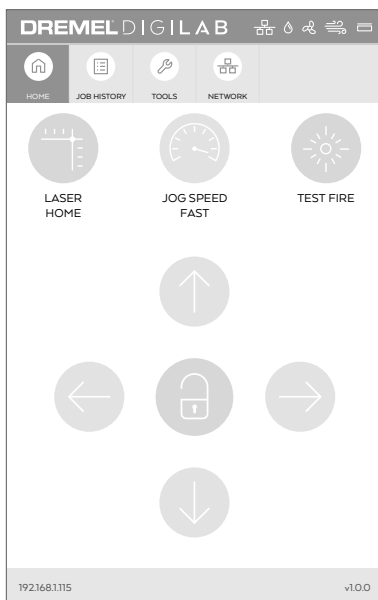 DREMEL DIGILAB
HOME JOB HISTORY TOOLS NETWORK
LASER HOME
JOG SPEED FAST
TEST FIRE
192.168.1.115 v1.0.0